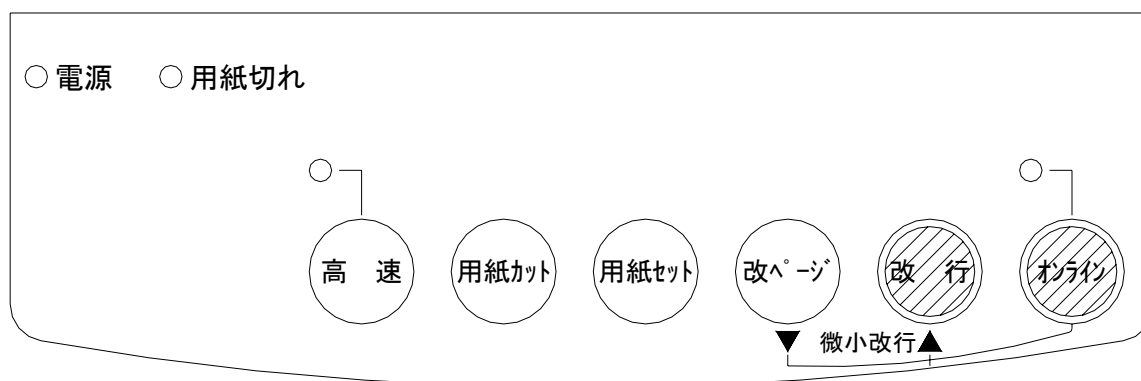 電源 用紙切れ
高 速 用紙ｶｯﾄ 用紙ｾｯﾄ 改ﾍﾟｰｼﾞ 改 行 ｵﾝﾗｲﾝ
▼ 微小改行 ▲